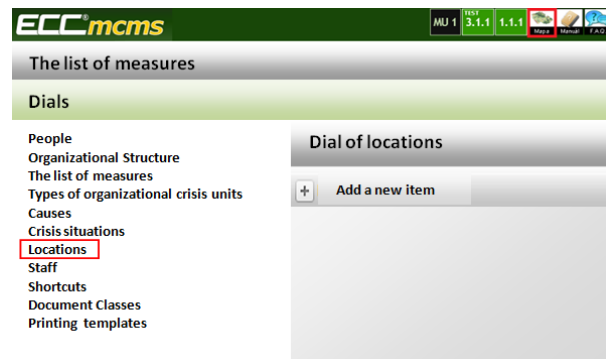 ECC®mcms
MU 1
TEST
3.1.1
1.1.1
Mapa
Manual
F A Q
The list of measures
Dials
People
Organizational Structure
The list of measures
Types of organizational crisis units
Causes
Crisis situations
Locations
Staff
Shortcuts
Document Classes
Printing templates
Dial of locations
+ Add a new item